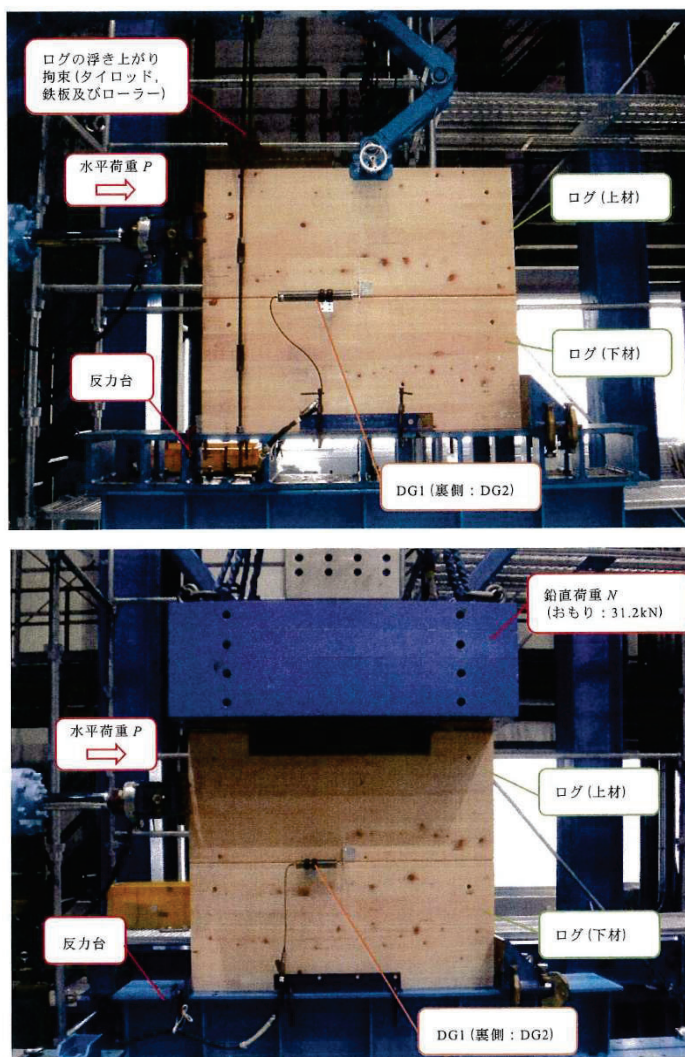 ログの浮き上がり
拘束(タイロッド,
鉄板及びローラー)
水平荷重 P
ログ(上材)
ログ(下材)
反力台
DG1 (裏側：DG2)
鉛直荷重 N
(おもり：31.2kN)
水平荷重 P
ログ(上材)
ログ(下材)
反力台
DG1 (裏側：DG2)